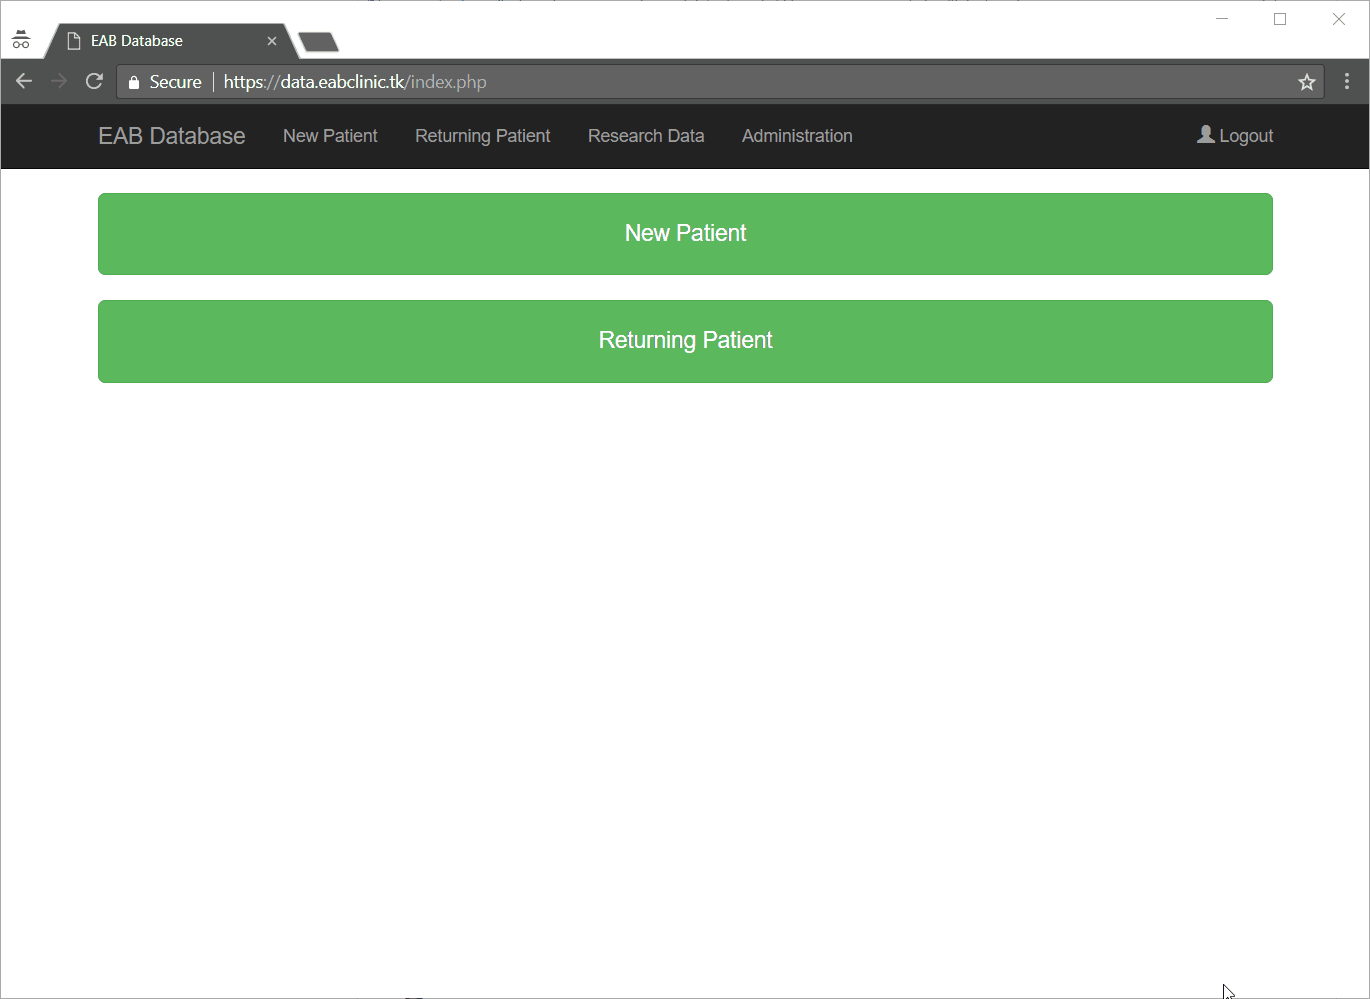 EAB Database
Secure https://data.eabclinic.tk/index.php
EAB Database New Patient Returning Patient Research Data Administration Logout
New Patient
Returning Patient